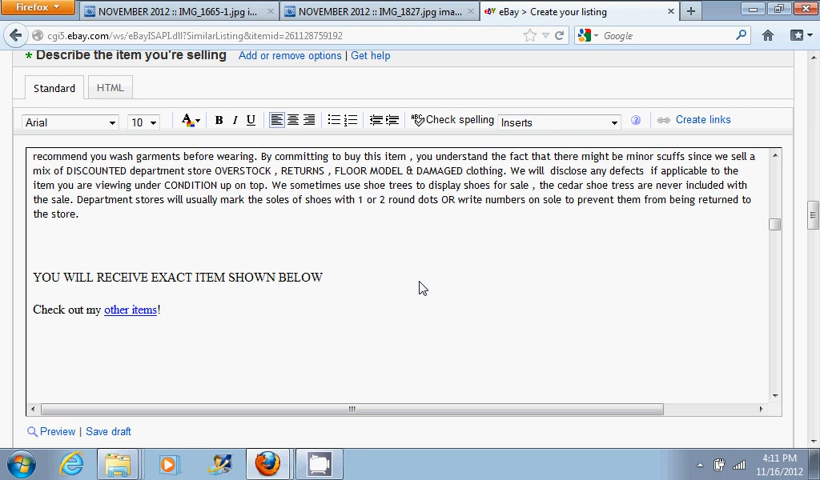 Firefox
NOVEMBER 2012 :: IMG_1665-1.jpg i...
NOVEMBER 2012 :: IMG_1827.jpg ima...
eBay > Create your listing
cgi5.ebay.com/ws/eBayISAPI.dll?SimilarListing&itemid=261128759192
Google
* Describe the item you're selling Add or remove options | Get help
Standard HTML
Arial 10 A B I U Check spelling Inserts Create links
recommend you wash garments before wearing. By committing to buy this item , you understand the fact that there might be minor scuffs since we sell a
mix of DISCOUNTED department store OVERSTOCK , RETURNS , FLOOR MODEL & DAMAGED clothing. We will disclose any defects if applicable to the
item you are viewing under CONDITION up on top. We sometimes use shoe trees to display shoes for sale , the cedar shoe tress are never included with
the sale. Department stores will usually mark the soles of shoes with 1 or 2 round dots OR write numbers on sole to prevent them from being returned to
the store.
YOU WILL RECEIVE EXACT ITEM SHOWN BELOW
Check out my other items!
Preview | Save draft
4:11 PM
11/16/2012